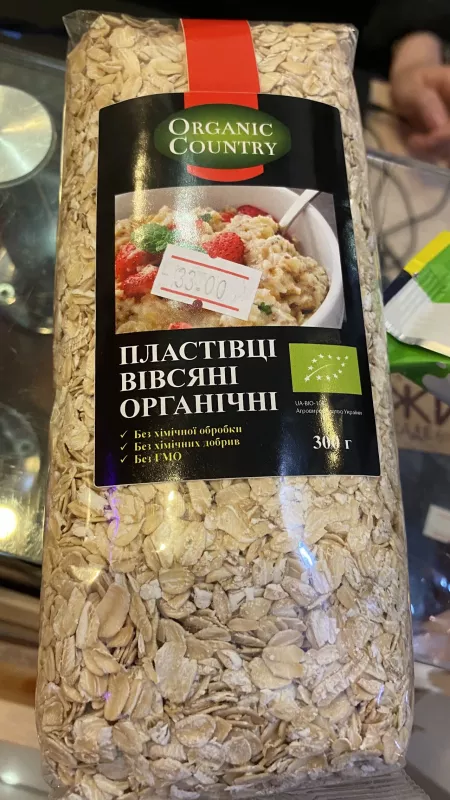 ORGANIC
COUNTRY
33.00
ПЛАСТІВЦІ
ВІВСЯНІ
ОРГАНІЧНІ
✓ Без хімічної обробки
✓ Без хімічних добрив
✓ Без ГМО
300 г